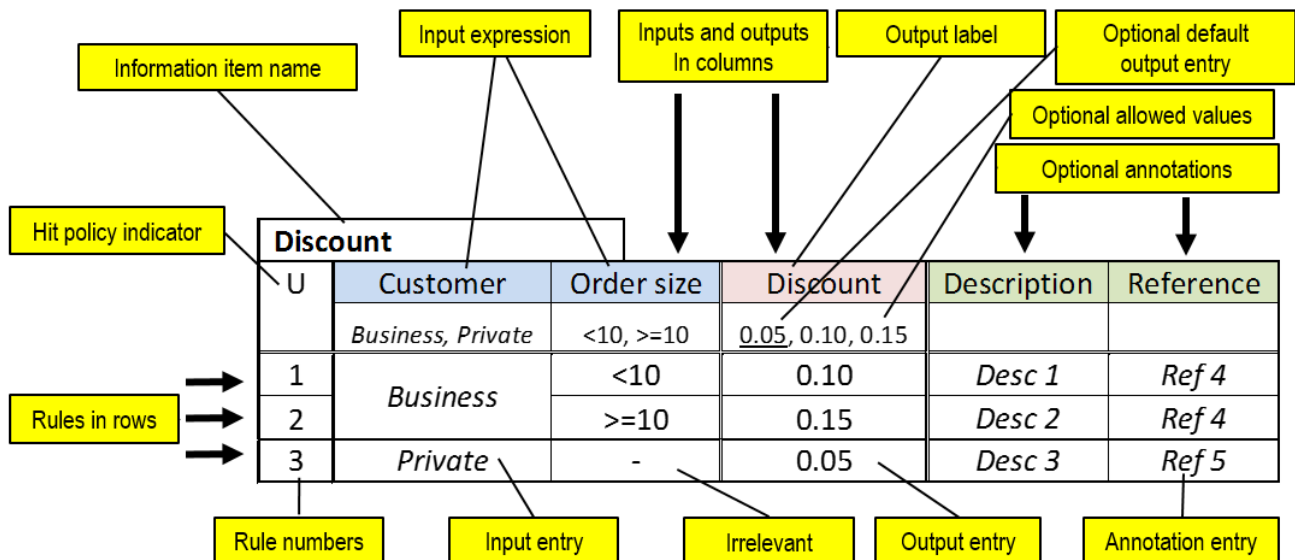 Input expression
Inputs and outputs
In columns
Output label
Optional default
output entry
Information item name
Optional allowed values
Optional annotations
Hit policy indicator
Discount
U Customer Order size Discount Description Reference
Business, Private <10, >=10 0.05, 0.10, 0.15
1 Business <10 0.10 Desc 1 Ref 4
Rules in rows
2 >=10 0.15 Desc 2 Ref 4
3 Private - 0.05 Desc 3 Ref 5
Rule numbers
Input entry
Irrelevant
Output entry
Annotation entry